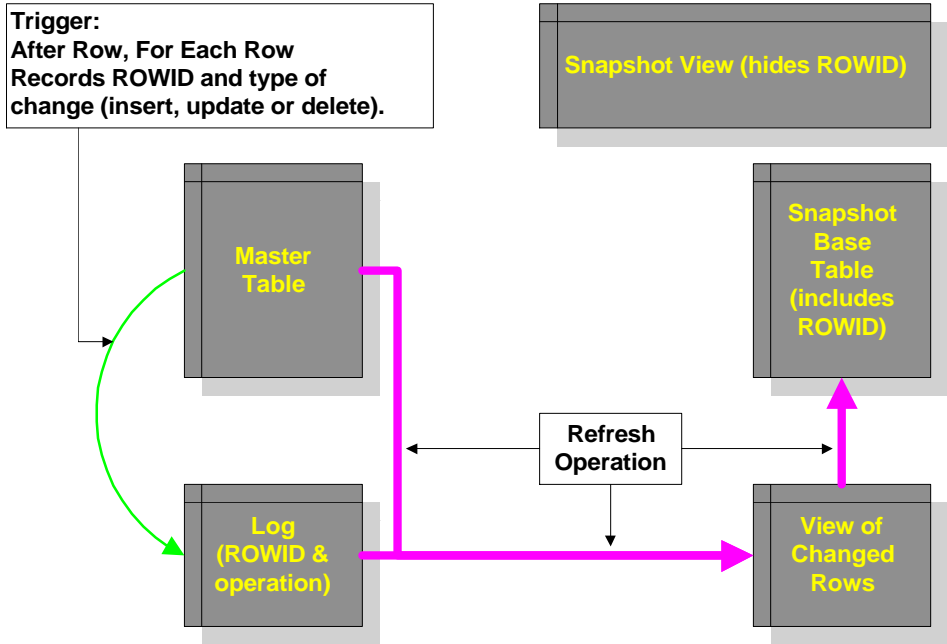 Trigger:
After Row, For Each Row
Records ROWID and type of
change (insert, update or delete).
Snapshot View (hides ROWID)
Master
Table
Snapshot
Base
Table
(includes
ROWID)
Refresh
Operation
Log
(ROWID &
operation)
View of
Changed
Rows